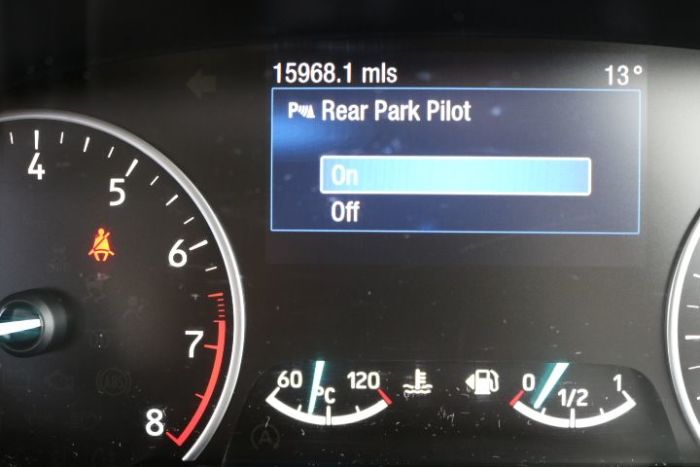 15968.1 mls 13°
P Rear Park Pilot
On
Off
4
5
6
7
8
60 °C 120
0 1/2 1